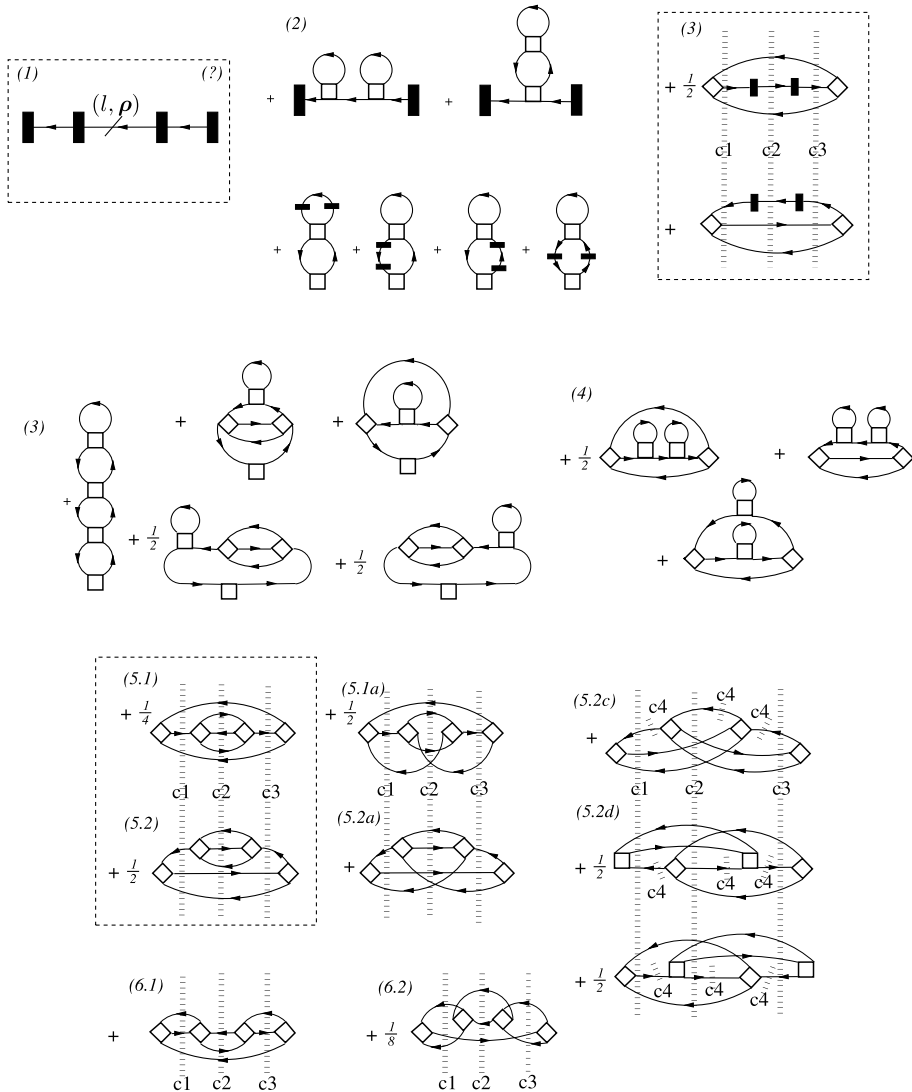 (2)
(1) (?)
(l, ρ)
+ +
(3)
+ 1/2
c1 c2 c3
+
+ + + +
(3)
+ +
+
+ 1/2
+ 1/2
(4)
+ 1/2
+
+
(5.1)
+ 1/4
c1 c2 c3
(5.2)
+ 1/2
(5.1a)
+ 1/2
c1 c2 c3
(5.2a)
+
(5.2c)
c4 c4 c4
+
c1 c2 c3
(5.2d)
+ 1/2
c4 c4 c4
+ 1/2
c4 c4 c4
(6.1)
+
c1 c2 c3
(6.2)
+ 1/8
c1 c2 c3